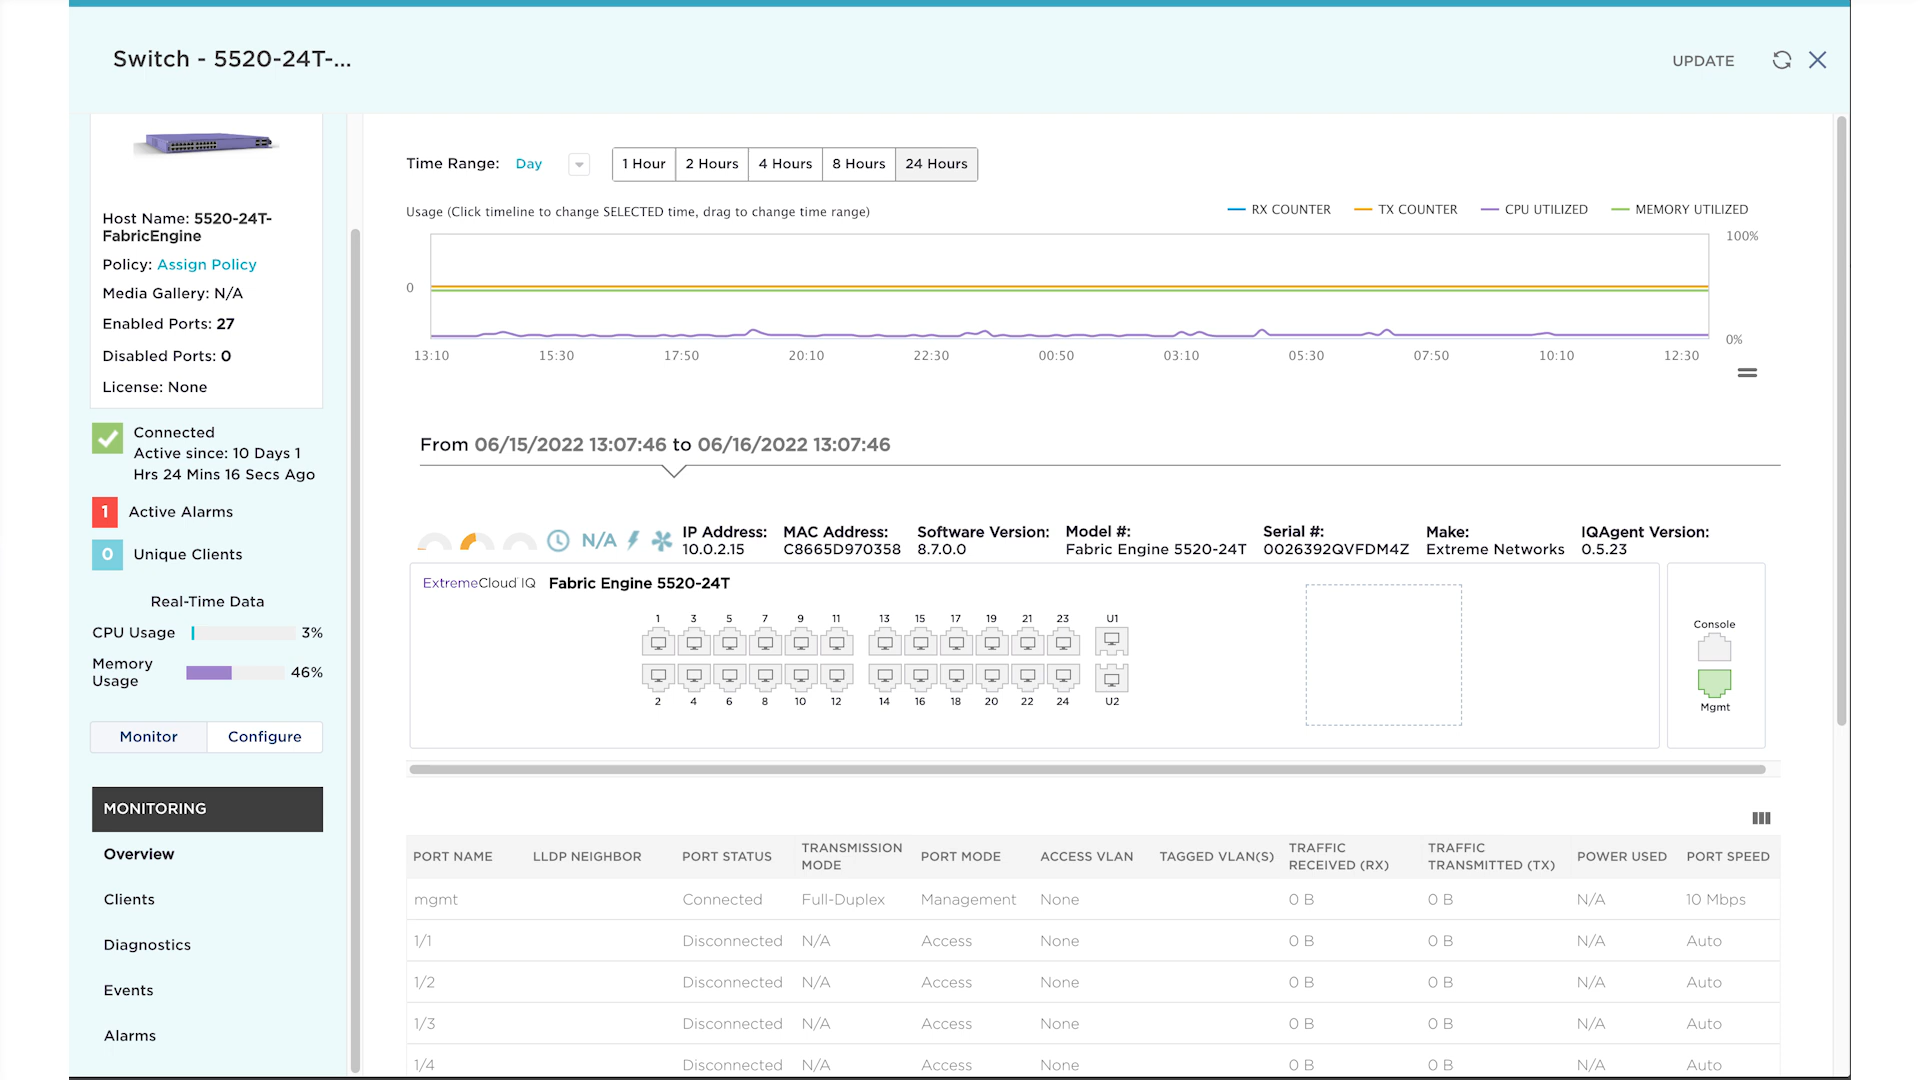 Switch - 5520-24T-...
UPDATE
Host Name: 5520-24T-
FabricEngine
Policy: Assign Policy
Media Gallery: N/A
Enabled Ports: 27
Disabled Ports: 0
License: None
Connected
Active since: 10 Days 1
Hrs 24 Mins 16 Secs Ago
1 Active Alarms
0 Unique Clients
Real-Time Data
CPU Usage 3%
Memory
Usage 46%
Monitor Configure
MONITORING
Overview
Clients
Diagnostics
Events
Alarms
Time Range: Day 1 Hour 2 Hours 4 Hours 8 Hours 24 Hours
Usage (Click timeline to change SELECTED time, drag to change time range)
RX COUNTER TX COUNTER CPU UTILIZED MEMORY UTILIZED
100%
0
0%
13:10 15:30 17:50 20:10 22:30 00:50 03:10 05:30 07:50 10:10 12:30
From 06/15/2022 13:07:46 to 06/16/2022 13:07:46
N/A
IP Address: MAC Address: Software Version: Model #: Serial #: Make: IQAgent Version:
10.0.2.15 C8665D970358 8.7.0.0 Fabric Engine 5520-24T 0026392QVFDM4Z Extreme Networks 0.5.23
ExtremeCloud IQ Fabric Engine 5520-24T
1 3 5 7 9 11 13 15 17 19 21 23 U1
2 4 6 8 10 12 14 16 18 20 22 24 U2
Console
Mgmt
PORT NAME LLDP NEIGHBOR PORT STATUS TRANSMISSION MODE PORT MODE ACCESS VLAN TAGGED VLAN(S) TRAFFIC RECEIVED (RX) TRAFFIC TRANSMITTED (TX) POWER USED PORT SPEED
mgmt Connected Full-Duplex Management None 0 B 0 B N/A 10 Mbps
1/1 Disconnected N/A Access None 0 B 0 B N/A Auto
1/2 Disconnected N/A Access None 0 B 0 B N/A Auto
1/3 Disconnected N/A Access None 0 B 0 B N/A Auto
1/4 Disconnected N/A Access None 0 B 0 B N/A Auto